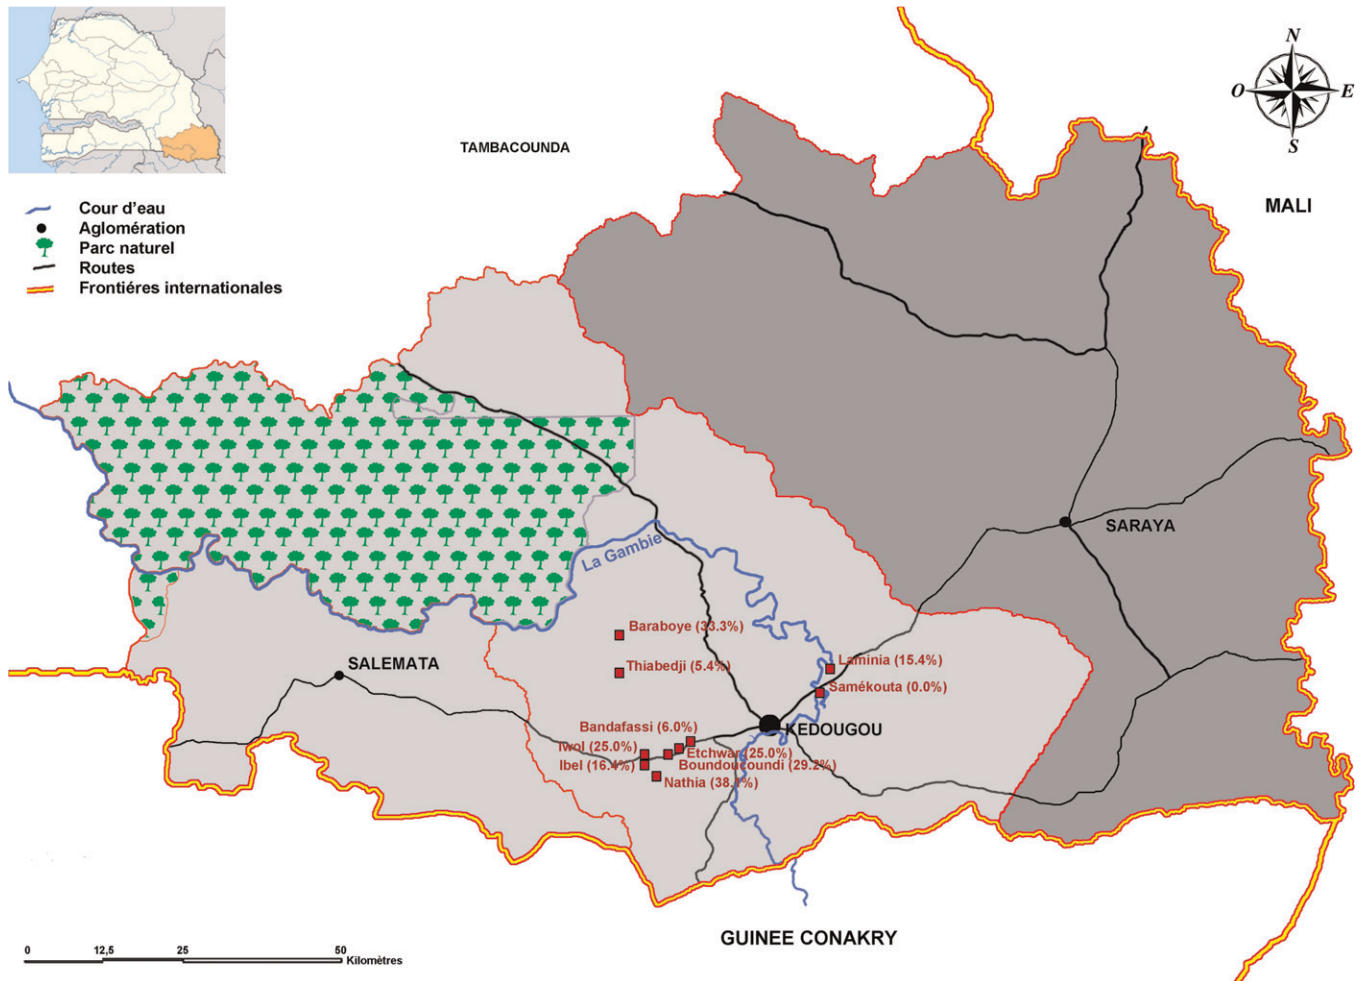 N
O
E
S
TAMBACOUNDA
MALI
Cour d'eau
Aglomération
Parc naturel
Routes
Frontiéres internationales
SARAYA
La Gambie
Baraboye (33.3%)
SALEMATA
Thiabedji (5.4%)
Laminia (15.4%)
Samékouta (0.0%)
Bandafassi (6.0%)
KEDOUGOU
Iwol (25.0%)
Etchwar (25.0%)
Ibel (16.4%)
Boundoucoundi (29.2%)
Nathia (38.1%)
GUINEE CONAKRY
0 12,5 25 50
Kilomètres